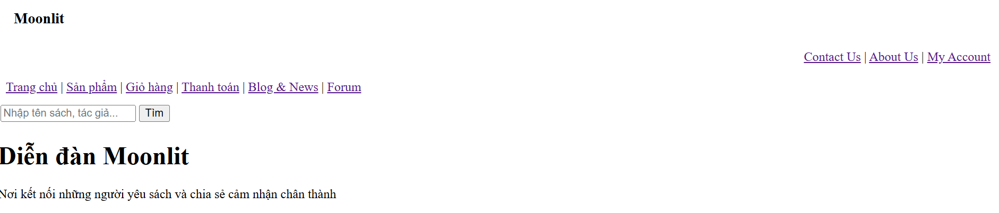 Moonlit
Contact Us | About Us | My Account
Trang chủ | Sản phẩm | Giỏ hàng | Thanh toán | Blog & News | Forum
Nhập tên sách, tác giả... Tìm
Diễn đàn Moonlit
Nơi kết nối những người yêu sách và chia sẻ cảm nhận chân thành